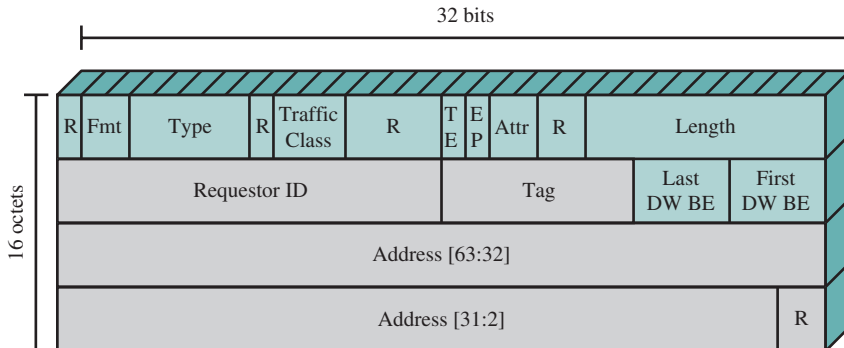 32 bits
16 octets
R Fmt Type R Traffic Class R T E E P Attr R Length
Requestor ID Tag Last DW BE First DW BE
Address [63:32]
Address [31:2] R